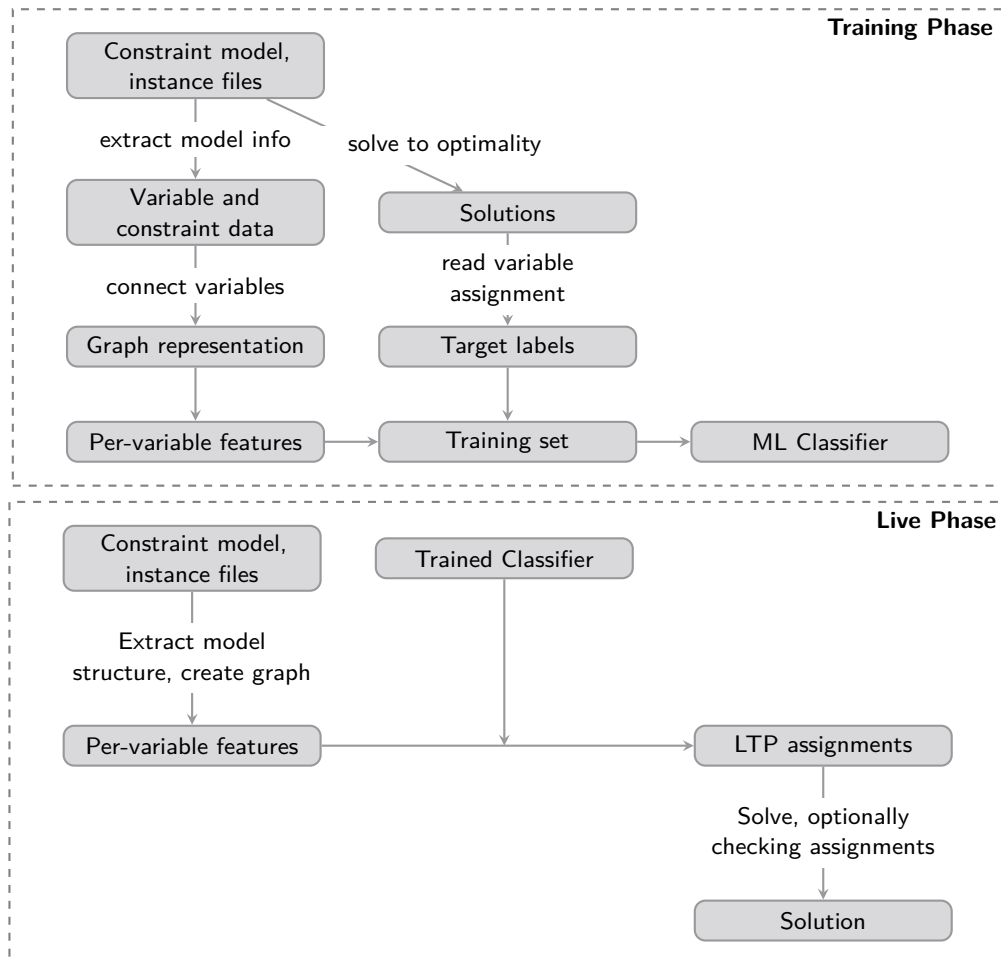 Training Phase
Constraint model,
instance files
extract model info
solve to optimality
Variable and
constraint data
Solutions
connect variables
read variable
assignment
Graph representation
Target labels
Per-variable features
Training set
ML Classifier
Live Phase
Constraint model,
instance files
Trained Classifier
Extract model
structure, create graph
Per-variable features
LTP assignments
Solve, optionally
checking assignments
Solution